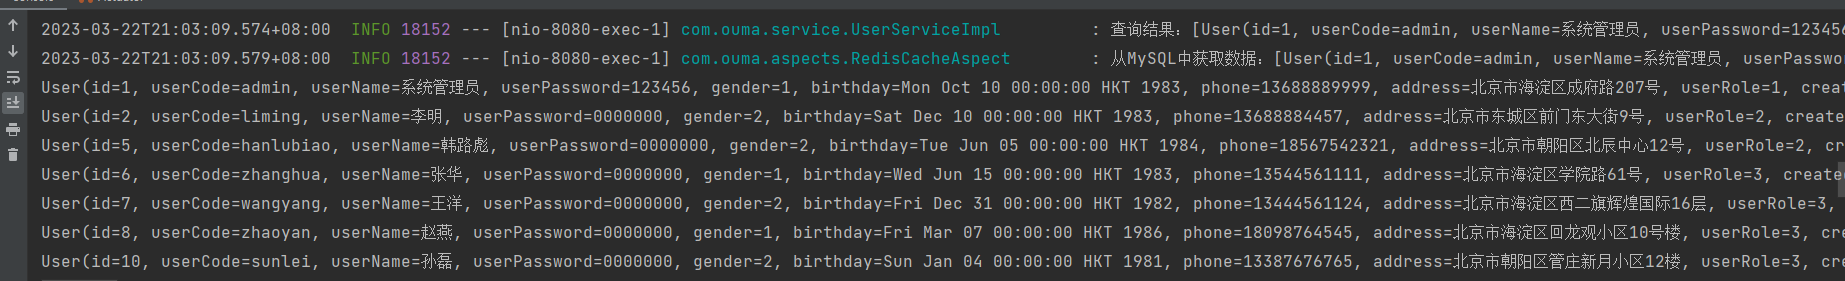 2023-03-22T21:03:09.574+08:00  INFO 18152 --- [nio-8080-exec-1] com.ouma.service.UserServiceImpl         : 查询结果：[User(id=1, userCode=admin, userName=系统管理员, userPassword=123456
2023-03-22T21:03:09.579+08:00  INFO 18152 --- [nio-8080-exec-1] com.ouma.aspects.RedisCacheAspect        : 从MySQL中获取数据：[User(id=1, userCode=admin, userName=系统管理员, userPasswo
User(id=1, userCode=admin, userName=系统管理员, userPassword=123456, gender=1, birthday=Mon Oct 10 00:00:00 HKT 1983, phone=13688889999, address=北京市海淀区成府路207号, userRole=1, creat
User(id=2, userCode=liming, userName=李明, userPassword=0000000, gender=2, birthday=Sat Dec 10 00:00:00 HKT 1983, phone=13688884457, address=北京市东城区前门东大街9号, userRole=2, create
User(id=5, userCode=hanlubiao, userName=韩路彪, userPassword=0000000, gender=2, birthday=Tue Jun 05 00:00:00 HKT 1984, phone=18567542321, address=北京市朝阳区北辰中心12号, userRole=2, cr
User(id=6, userCode=zhanghua, userName=张华, userPassword=0000000, gender=1, birthday=Wed Jun 15 00:00:00 HKT 1983, phone=13544561111, address=北京市海淀区学院路61号, userRole=3, create
User(id=7, userCode=wangyang, userName=王洋, userPassword=0000000, gender=2, birthday=Fri Dec 31 00:00:00 HKT 1982, phone=13444561124, address=北京市海淀区西二旗辉煌国际16层, userRole=3,
User(id=8, userCode=zhaoyan, userName=赵燕, userPassword=0000000, gender=1, birthday=Fri Mar 07 00:00:00 HKT 1986, phone=18098764545, address=北京市海淀区回龙观小区10号楼, userRole=3, cre
User(id=10, userCode=sunlei, userName=孙磊, userPassword=0000000, gender=2, birthday=Sun Jan 04 00:00:00 HKT 1981, phone=13387676765, address=北京市朝阳区管庄新月小区12楼, userRole=3, cr